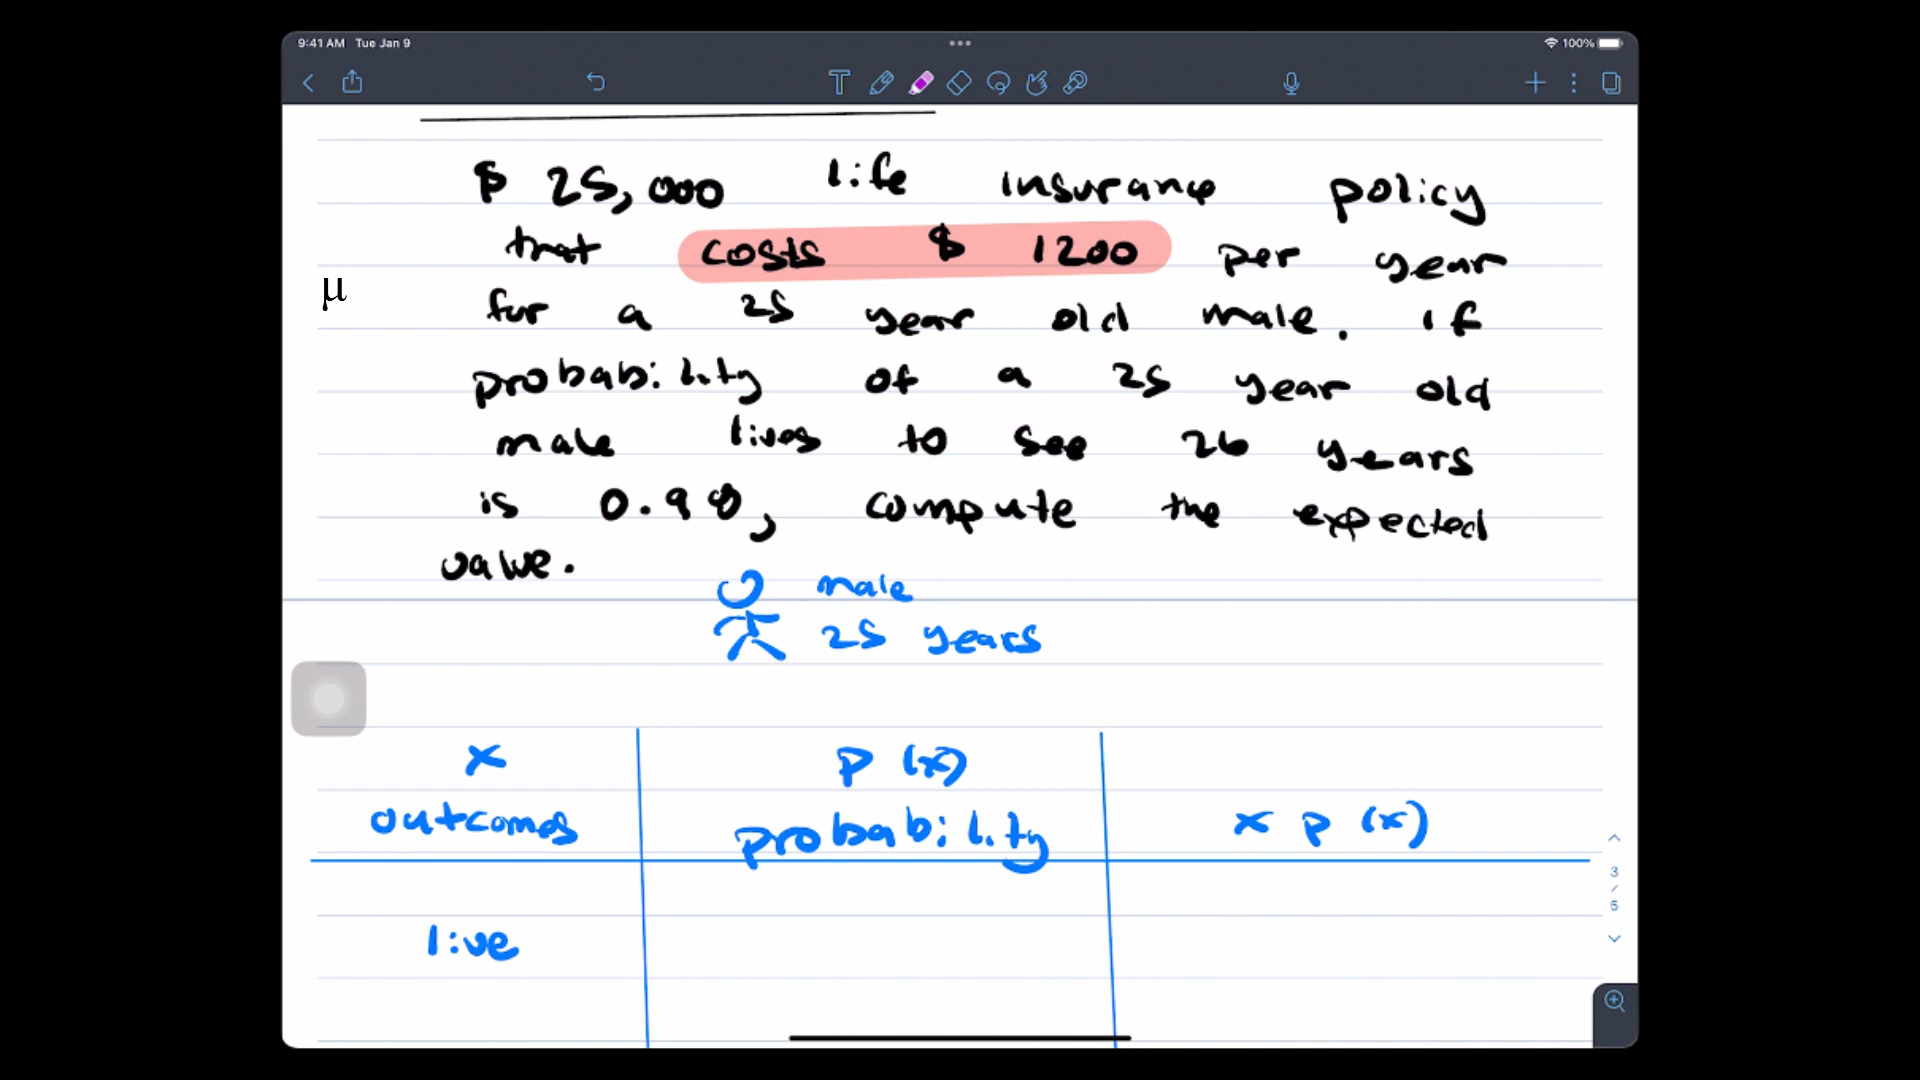 9:41 AM Tue Jan 9
100%
$ 25,000 life insurance policy
that costs $ 1200 per year
μ
for a 25 year old male. if
probability of a 25 year old
male lives to see 26 years
is 0.98, compute the expected
value.
male
25 years
x p (x)
outcomes probability x p (x)
3
/
5
live